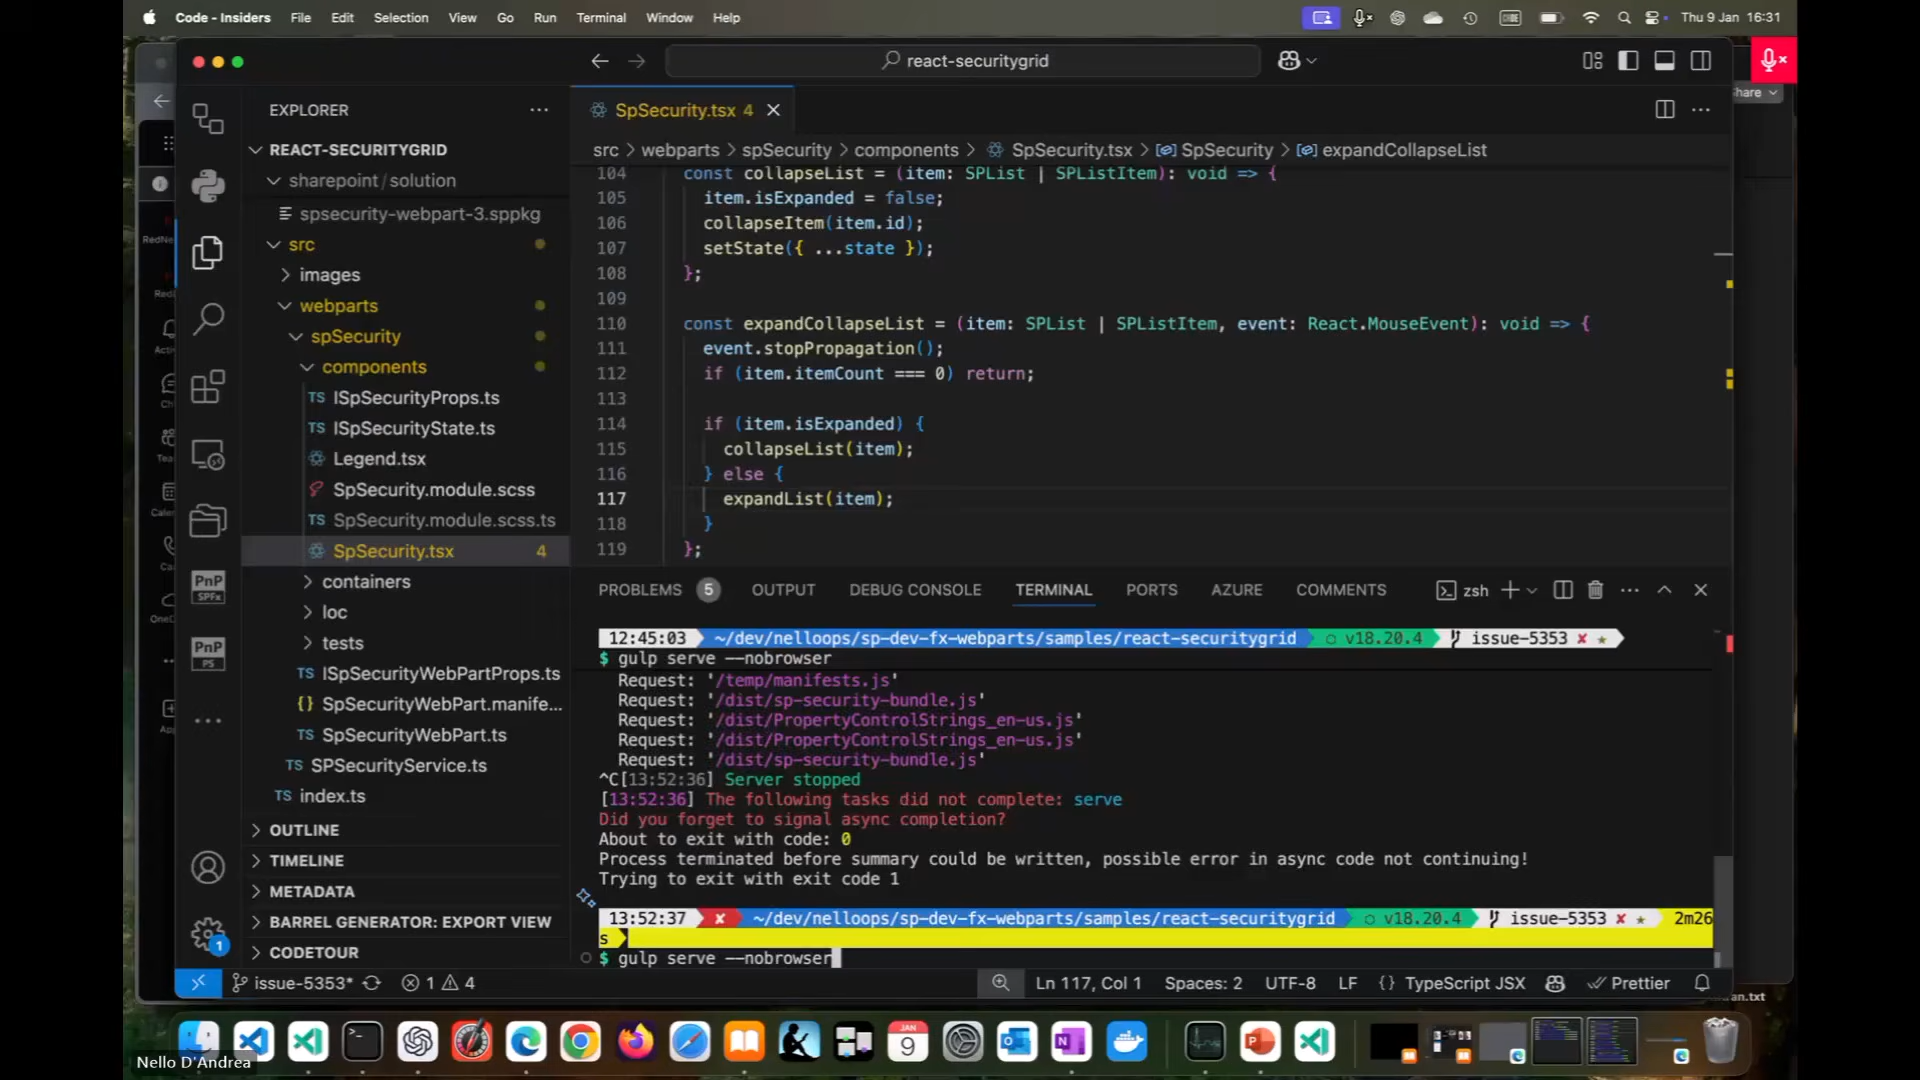 Code - Insiders File Edit Selection View Go Run Terminal Window Help Thu 9 Jan 16:31
react-securitygrid
EXPLORER
SpSecurity.tsx 4
REACT-SECURITYGRID
sharepoint/solution
spsecurity-webpart-3.sppkg
src
images
webparts
spSecurity
components
ISpSecurityProps.ts
ISpSecurityState.ts
Legend.tsx
SpSecurity.module.scss
SpSecurity.module.scss.ts
SpSecurity.tsx 4
containers
loc
tests
ISpSecurityWebPartProps.ts
SpSecurityWebPart.manife...
SpSecurityWebPart.ts
SPSecurityService.ts
index.ts
OUTLINE
TIMELINE
METADATA
BARREL GENERATOR: EXPORT VIEW
CODETOUR
src > webparts > spSecurity > components > SpSecurity.tsx > SpSecurity > expandCollapseList
104 const collapseList = (item: SPList | SPListItem): void => {
105 item.isExpanded = false;
106 collapseItem(item.id);
107 setState({ ...state });
108 };
109
110 const expandCollapseList = (item: SPList | SPListItem, event: React.MouseEvent): void => {
111 event.stopPropagation();
112 if (item.itemCount === 0) return;
113
114 if (item.isExpanded) {
115 collapseList(item);
116 } else {
117 expandList(item);
118 }
119 };
PROBLEMS 5 OUTPUT DEBUG CONSOLE TERMINAL PORTS AZURE COMMENTS zsh
12:45:03 ~/dev/nelloops/sp-dev-fx-webparts/samples/react-securitygrid v18.20.4 issue-5353 ✘ ★
$ gulp serve --nobrowser
Request: '/temp/manifests.js'
Request: '/dist/sp-security-bundle.js'
Request: '/dist/PropertyControlStrings_en-us.js'
Request: '/dist/PropertyControlStrings_en-us.js'
Request: '/dist/sp-security-bundle.js'
^C[13:52:36] Server stopped
[13:52:36] The following tasks did not complete: serve
Did you forget to signal async completion?
About to exit with code: 0
Process terminated before summary could be written, possible error in async code not continuing!
Trying to exit with exit code 1
13:52:37 ✘ ~/dev/nelloops/sp-dev-fx-webparts/samples/react-securitygrid v18.20.4 issue-5353 ✘ ★ 2m26
s
$ gulp serve --nobrowser
issue-5353* 1 4 Ln 117, Col 1 Spaces: 2 UTF-8 LF {} TypeScript JSX Prettier
PnP
SPFx
PnP
PS
1
JAN
9
Nello D'Andrea